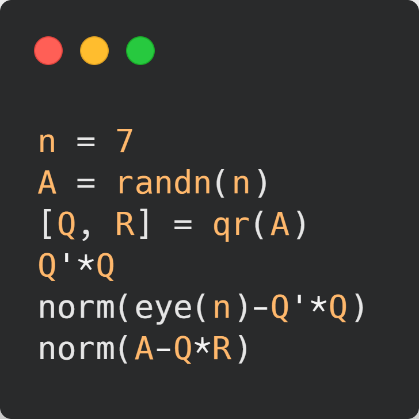 n = 7
A = randn(n)
[Q, R] = qr(A)
Q'*Q
norm(eye(n)-Q'*Q)
norm(A-Q*R)